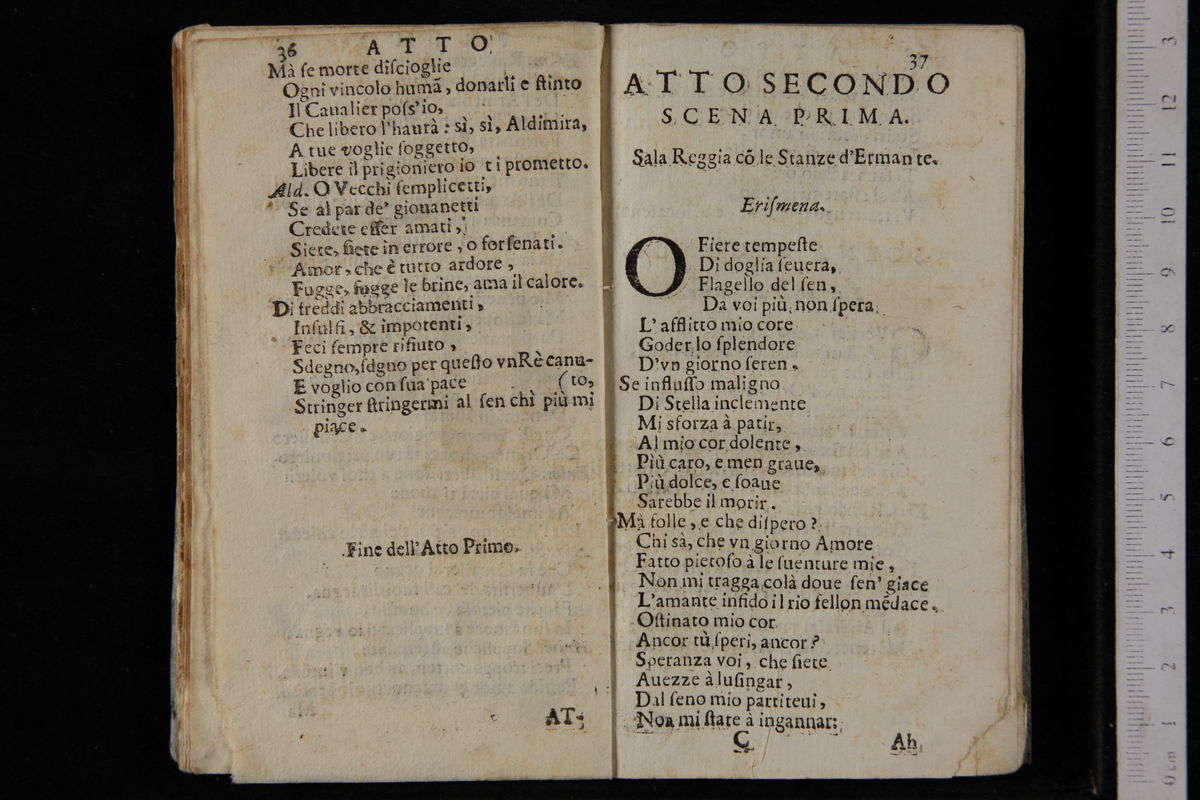 36 ATTO
Mà ſe morte diſcioglie
Ogni vincolo humã, donarli e ſtinto
Il Caualier poſs'io,
Che libero l'haurà : sì, sì, Aldimira,
A tue voglie ſoggetto,
Libere il prigioniero io t i prometto.
Ald. O Vecchi ſemplicetti,
Se al par de' giouanetti
Credete eſſer amati,
Siete, ſiete in errore, o forſenati.
Amor, che è tutto ardore,
Fugge, fugge le brine, ama il calore.
Di freddi abbracciamenti,
Inſulſi, & impotenti,
Feci ſempre rifiuto,
Sdegno, ſdgno per queſto vn Rè canu-
E voglio con ſua pace (to,
Stringer ſtringermi al ſen chì più mi
piace.
Fine dell'Atto Primo.
AT-
37
ATTO SECONDO
SCENA PRIMA.
Sala Reggia cõ le Stanze d'Erman te.
Eriſmena.
O Fiere tempeſte
Di doglia ſeuera,
Flagello del ſen,
Da voi più non ſpera
L'afflitto mio core
Goder lo ſplendore
D'vn giorno ſeren.
Se influſſo maligno
Di Stella inclemente
Mi sforza à patir,
Al mio cor dolente,
Più caro, e men graue,
Più dolce, e ſoaue
Sarebbe il morir.
Mà folle, e che diſpero?
Chi sà, che vn giorno Amore
Fatto pietoſo à le ſuenture mie,
Non mi tragga colà doue ſen' giace
L'amante infido il rio fellon mẽdace.
Oſtinato mio cor
Ancor tù ſperi, ancor?
Speranza voi, che ſiete
Auezze à luſingar,
Dal ſeno mio partiteui,
Non mi ſtate à ingannar:
C Ah